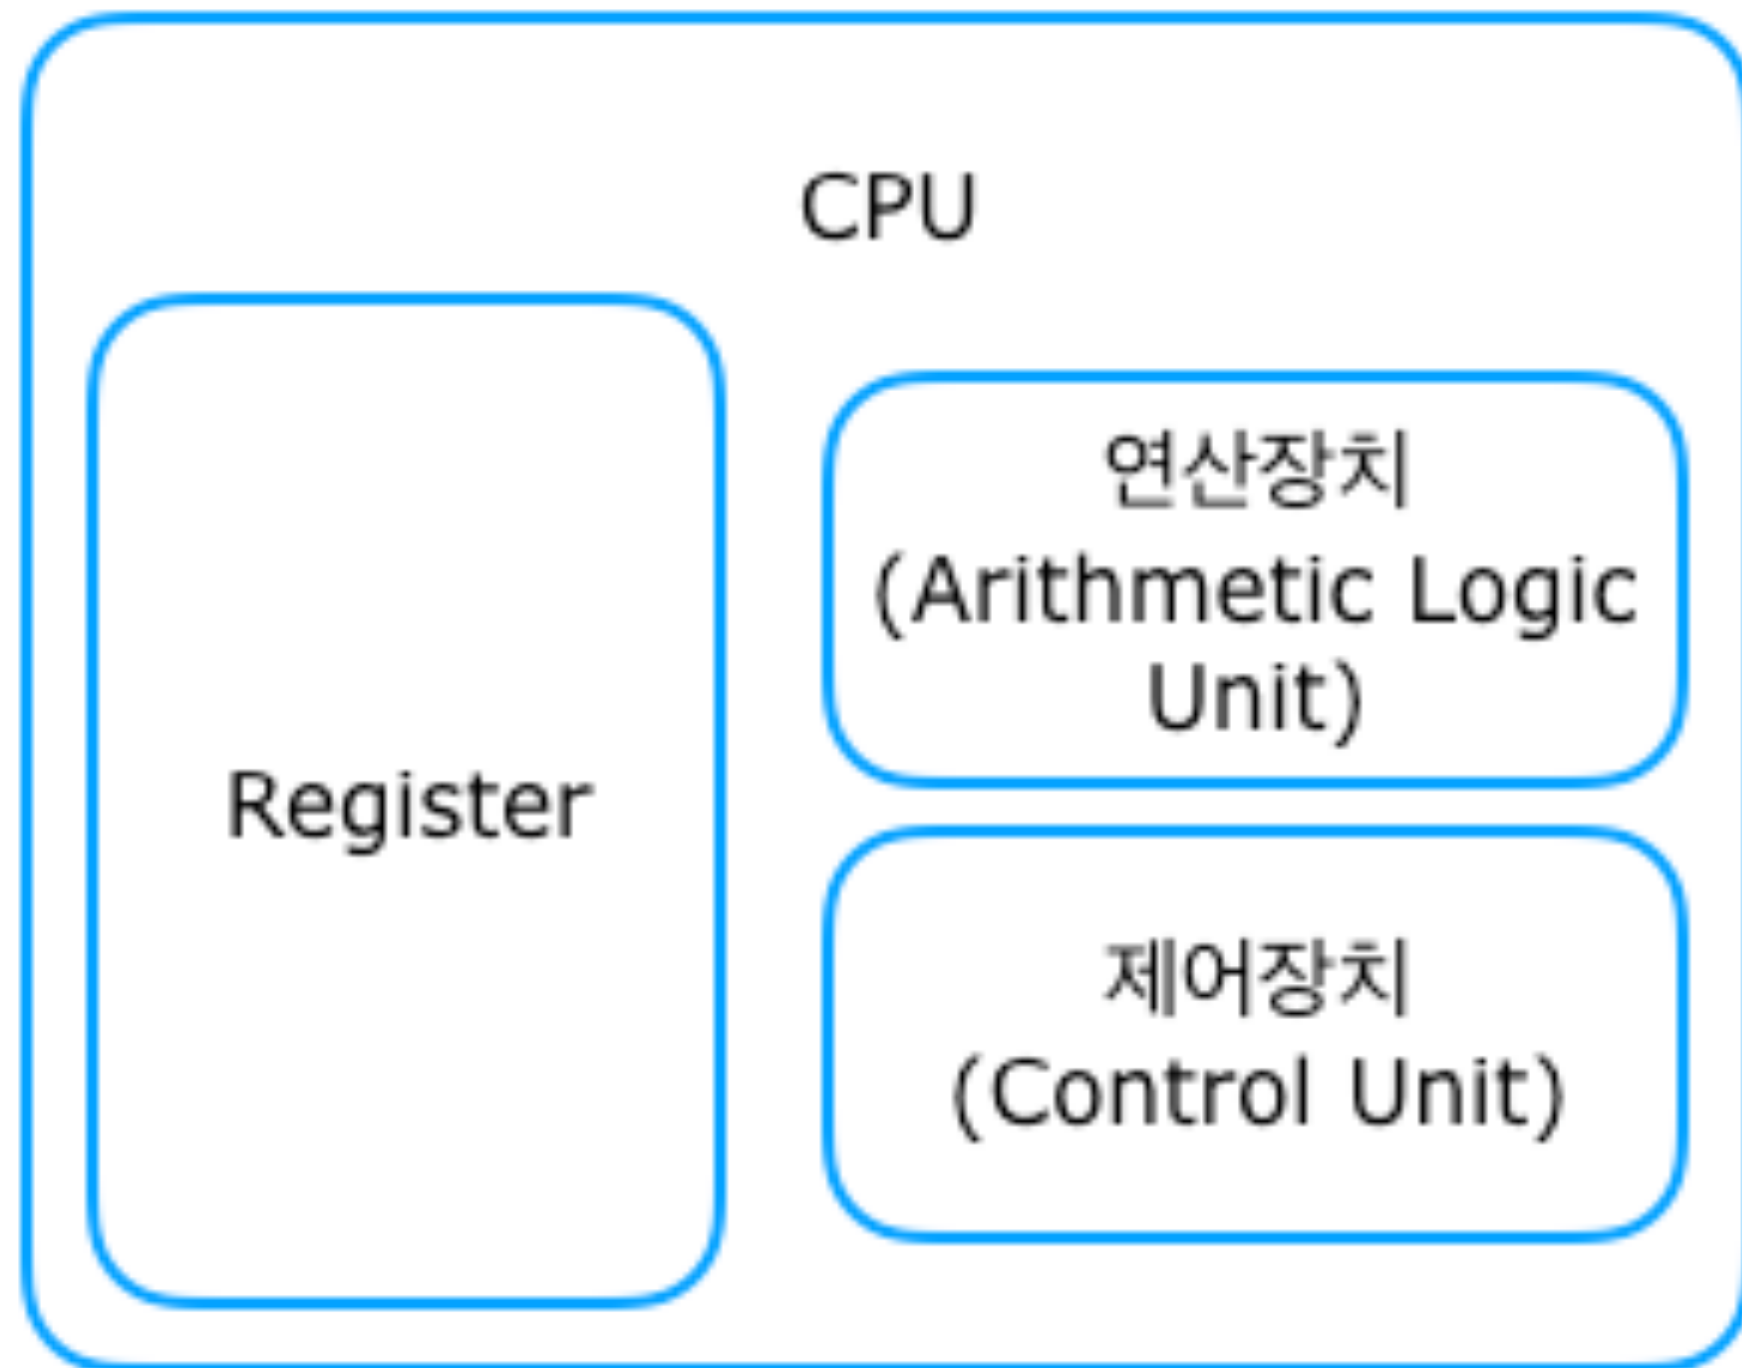 CPU
Register
연산장치
(Arithmetic Logic
Unit)
제어장치
(Control Unit)